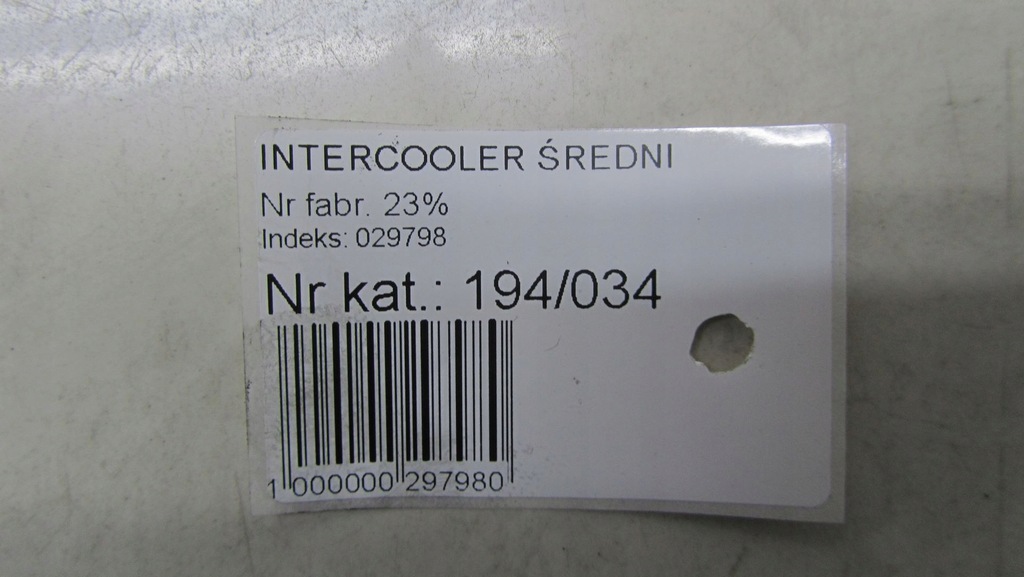 INTERCOOLER ŚREDNI
Nr fabr. 23%
Indeks: 029798
Nr kat.: 194/034
1 000000 297980